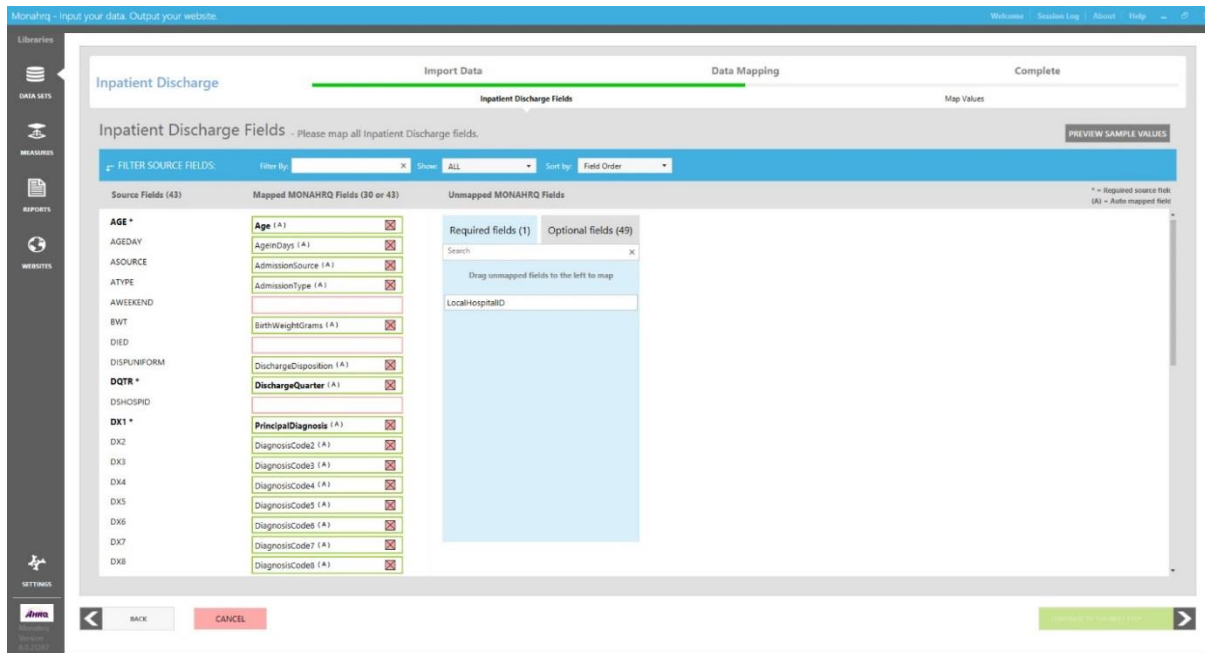 Monahrq - Input your data. Output your website.
Welcome Session Log About Help
Libraries
DATA SETS
MEASURES
REPORTS
WEBSITES
SETTINGS
Inpatient Discharge
Import Data
Data Mapping
Complete
Inpatient Discharge Fields
Map Values
Inpatient Discharge Fields - Please map all Inpatient Discharge fields.
PREVIEW SAMPLE VALUES
FILTER SOURCE FIELDS: Filter By: Show: ALL Sort by: Field Order
Source Fields (43) Mapped MONAHRQ Fields (30 or 43) Unmapped MONAHRQ Fields
* = Required source field
(A) = Auto mapped field
AGE * Age (A)
AGEDAY AgeInDays (A)
ASOURCE AdmissionSource (A)
ATYPE AdmissionType (A)
AWEEKEND
BWT BirthWeightGrams (A)
DIED
DISPUNIFORM DischargeDisposition (A)
DQTR * DischargeQuarter (A)
DSHOSPID
DX1 * PrincipalDiagnosis (A)
DX2 DiagnosisCode2 (A)
DX3 DiagnosisCode3 (A)
DX4 DiagnosisCode4 (A)
DX5 DiagnosisCode5 (A)
DX6 DiagnosisCode6 (A)
DX7 DiagnosisCode7 (A)
DX8 DiagnosisCode8 (A)
Required fields (1) Optional fields (49)
Search
Drag unmapped fields to the left to map
LocalHospitalID
AHRQ
Monahrq
Version
BACK
CANCEL